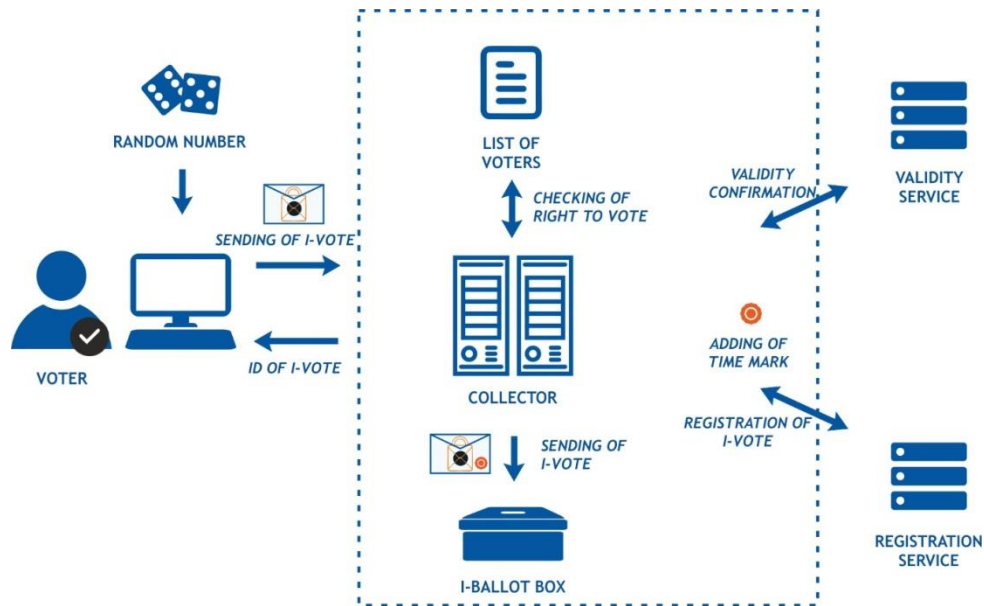 RANDOM NUMBER
SENDING OF I-VOTE
VOTER
ID OF I-VOTE
LIST OF
VOTERS
CHECKING OF
RIGHT TO VOTE
COLLECTOR
SENDING OF
I-VOTE
I-BALLOT BOX
VALIDITY
CONFIRMATION
VALIDITY
SERVICE
ADDING OF
TIME MARK
REGISTRATION OF
I-VOTE
REGISTRATION
SERVICE